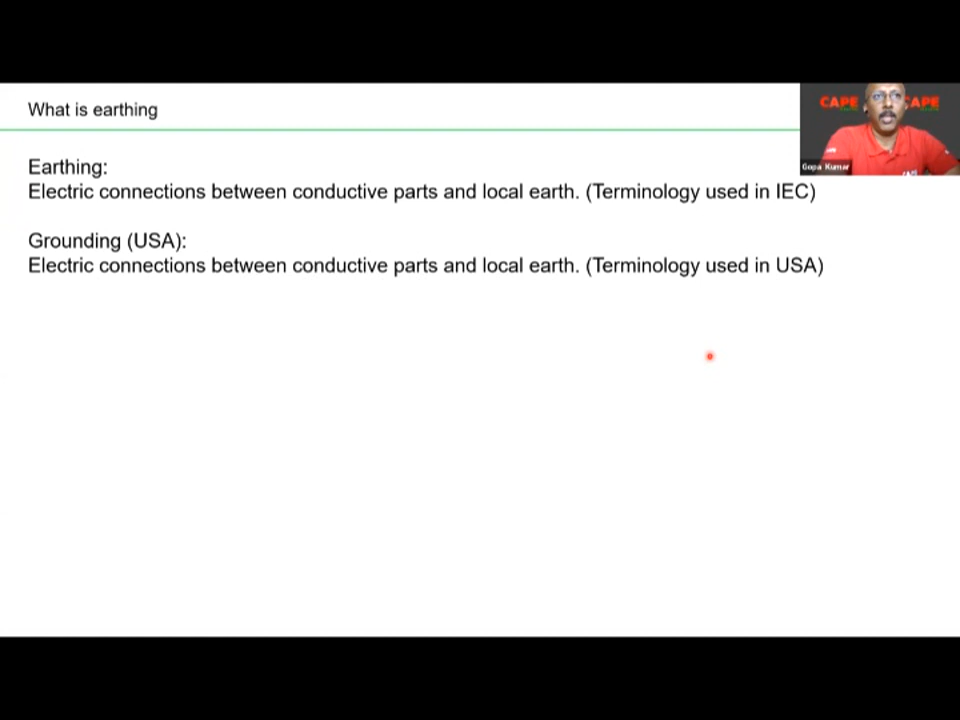 What is earthing
CAPE
CAPE
Gopa Kumar
Earthing:
Electric connections between conductive parts and local earth. (Terminology used in IEC)
Grounding (USA):
Electric connections between conductive parts and local earth. (Terminology used in USA)